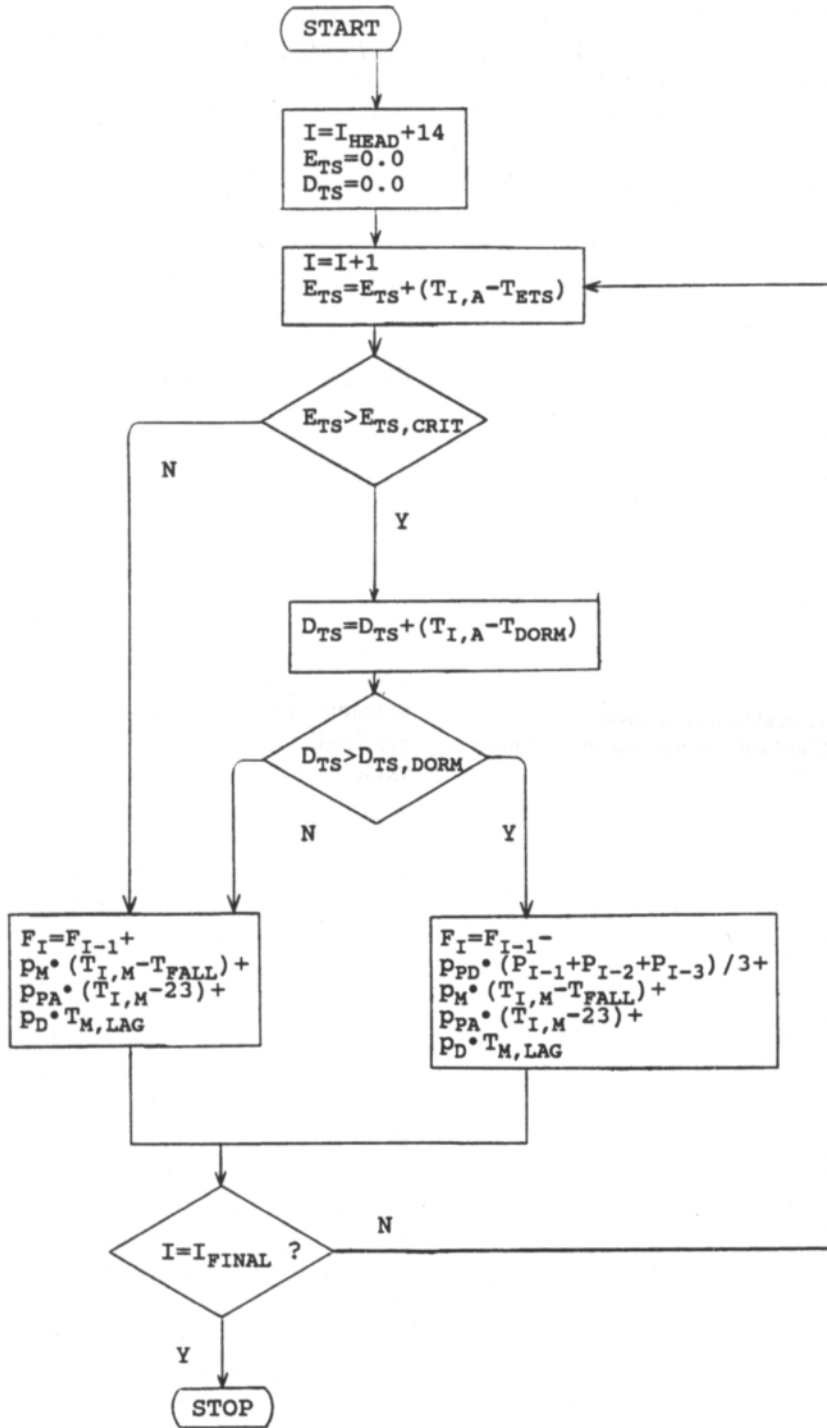 START
I=I_HEAD+14
E_TS=0.0
D_TS=0.0
I=I+1
E_TS=E_TS+(T_I,A-T_ETS)
E_TS>E_TS,CRIT
N
Y
D_TS=D_TS+(T_I,A-T_DORM)
D_TS>D_TS,DORM
N
Y
F_I=F_I-1+
p_M•(T_I,M-T_FALL)+
p_PA•(T_I,M-23)+
p_D•T_M,LAG
F_I=F_I-1-
p_PD•(P_I-1+P_I-2+P_I-3)/3+
p_M•(T_I,M-T_FALL)+
p_PA•(T_I,M-23)+
p_D•T_M,LAG
I=I_FINAL ?
N
Y
STOP